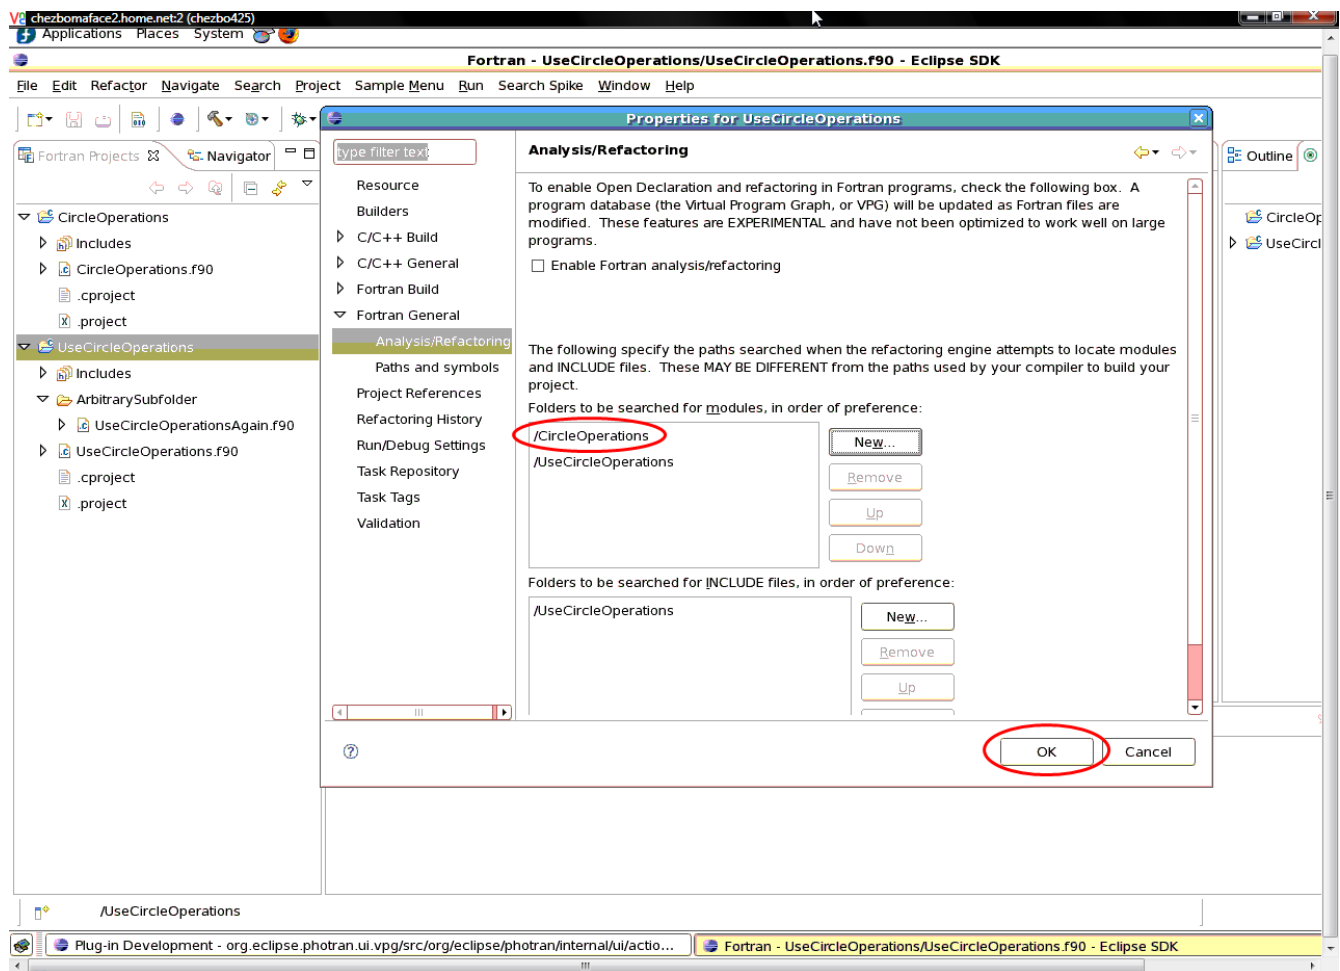 chezbomaface2.home.net:2 (chezbo425)
Applications Places System
Fortran - UseCircleOperations/UseCircleOperations.f90 - Eclipse SDK
File Edit Refactor Navigate Search Project Sample Menu Run Search Spike Window Help
Properties for UseCircleOperations
Fortran Projects Navigator
type filter text
Analysis/Refactoring
Outline
Resource
Builders
C/C++ Build
C/C++ General
Fortran Build
Fortran General
Analysis/Refactoring
Paths and symbols
Project References
Refactoring History
Run/Debug Settings
Task Repository
Task Tags
Validation
CircleOperations
Includes
CircleOperations.f90
.cproject
.project
UseCircleOperations
Includes
ArbitrarySubfolder
UseCircleOperationsAgain.f90
UseCircleOperations.f90
.cproject
.project
To enable Open Declaration and refactoring in Fortran programs, check the following box. A
program database (the Virtual Program Graph, or VPG) will be updated as Fortran files are
modified. These features are EXPERIMENTAL and have not been optimized to work well on large
programs.
Enable Fortran analysis/refactoring
The following specify the paths searched when the refactoring engine attempts to locate modules
and INCLUDE files. These MAY BE DIFFERENT from the paths used by your compiler to build your
project.
Folders to be searched for modules, in order of preference:
/CircleOperations
/UseCircleOperations
New...
Remove
Up
Down
Folders to be searched for INCLUDE files, in order of preference:
/UseCircleOperations
New...
Remove
Up
OK
Cancel
CircleOp
UseCircl
/UseCircleOperations
Plug-in Development - org.eclipse.photran.ui.vpg/src/org/eclipse/photran/internal/ui/actio...
Fortran - UseCircleOperations/UseCircleOperations.f90 - Eclipse SDK